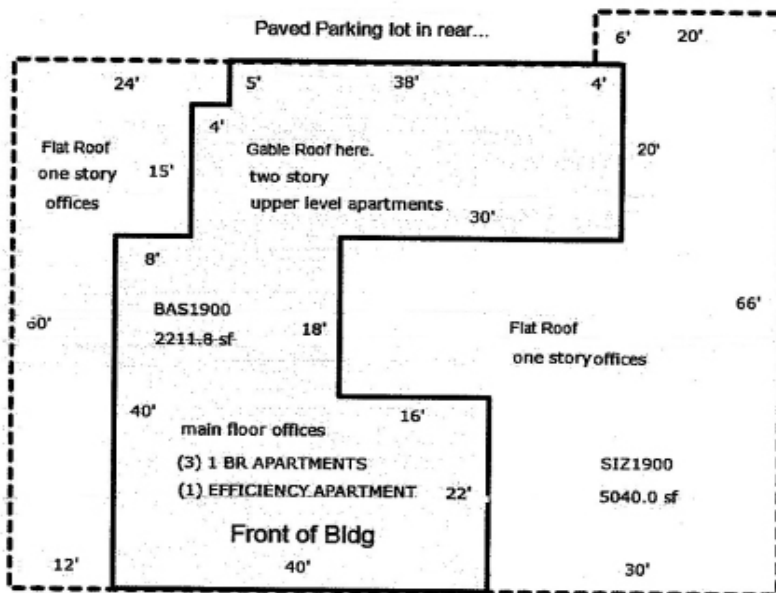 Paved Parking lot in rear...
6' 20'
24' 5' 38' 4'
4'
Flat Roof
one story
offices
15'
Gable Roof here.
two story
upper level apartments
20'
30'
8'
BAS1900
2211.8 sf
60'
18'
66'
Flat Roof
one story offices
40'
16'
main floor offices
(3) 1 BR APARTMENTS
(1) EFFICIENCY APARTMENT
22'
SIZ1900
5040.0 sf
Front of Bldg
12' 40' 30'